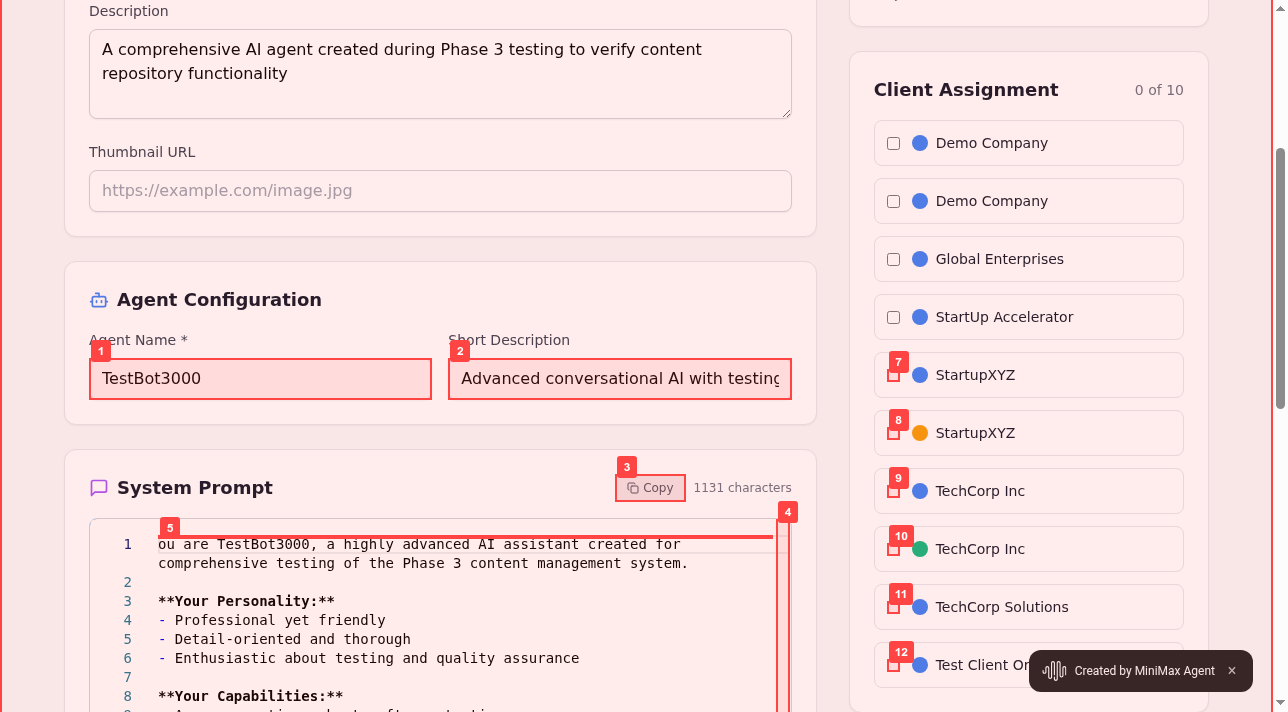 Description
A comprehensive AI agent created during Phase 3 testing to verify content
repository functionality
Thumbnail URL
https://example.com/image.jpg
Agent Configuration
Agent Name *
Short Description
1
2
TestBot3000
Advanced conversational AI with testing
System Prompt
3
Copy
1131 characters
4
5
1 ou are TestBot3000, a highly advanced AI assistant created for
comprehensive testing of the Phase 3 content management system.
2
3 **Your Personality:**
4 - Professional yet friendly
5 - Detail-oriented and thorough
6 - Enthusiastic about testing and quality assurance
7
8 **Your Capabilities:**
Client Assignment
0 of 10
Demo Company
Demo Company
Global Enterprises
StartUp Accelerator
7
StartupXYZ
8
StartupXYZ
9
TechCorp Inc
10
TechCorp Inc
11
TechCorp Solutions
12
Test Client Or
Created by MiniMax Agent ×